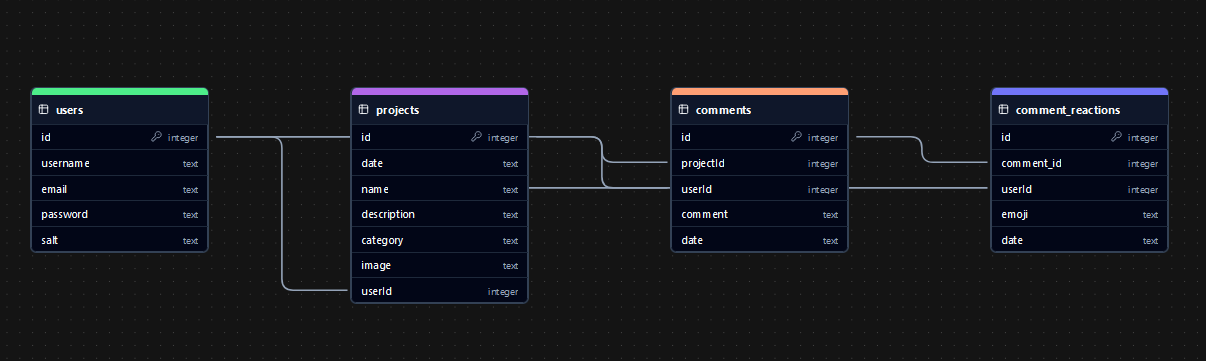 users
id integer
username text
email text
password text
salt text
projects
id integer
date text
name text
description text
category text
image text
userId integer
comments
id integer
projectId integer
userId integer
comment text
date text
comment_reactions
id integer
comment_id integer
userId integer
emoji text
date text